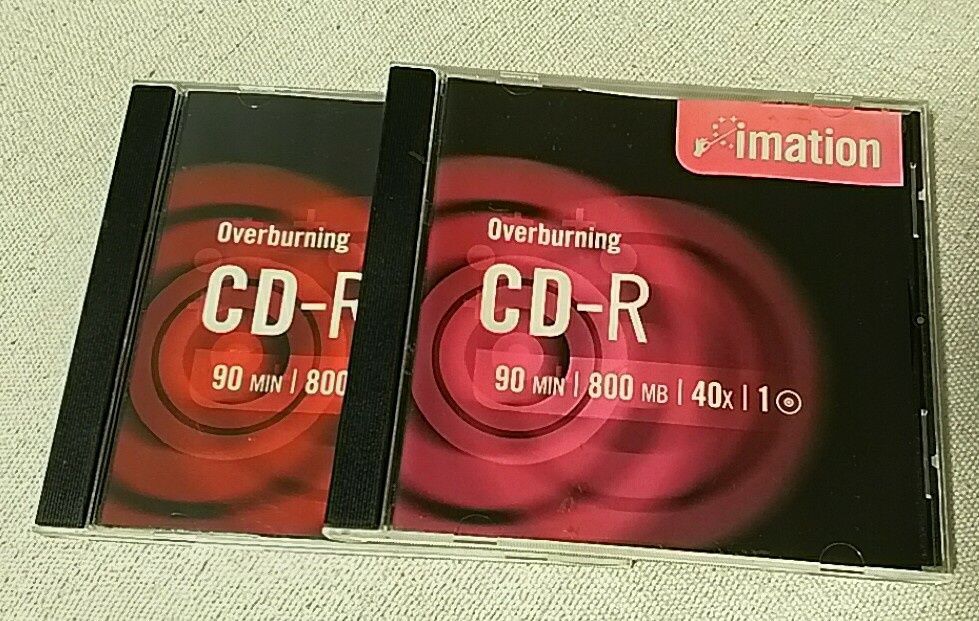 Overburning
CD-R
90 MIN | 800
imation
Overburning
CD-R
90 MIN | 800 MB | 40x | 1